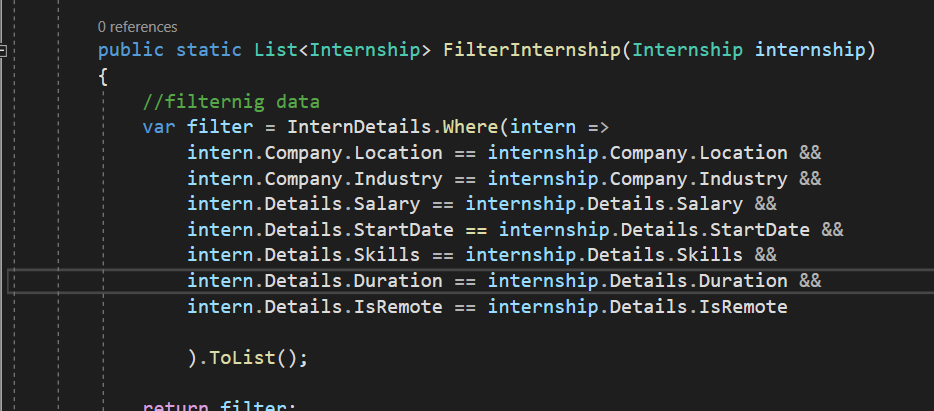 0 references
public static List<Internship> FilterInternship(Internship internship)
{
//filternig data
var filter = InternDetails.Where(intern =>
intern.Company.Location == internship.Company.Location &&
intern.Company.Industry == internship.Company.Industry &&
intern.Details.Salary == internship.Details.Salary &&
intern.Details.StartDate == internship.Details.StartDate &&
intern.Details.Skills == internship.Details.Skills &&
intern.Details.Duration == internship.Details.Duration &&
intern.Details.IsRemote == internship.Details.IsRemote
).ToList();
return filter;